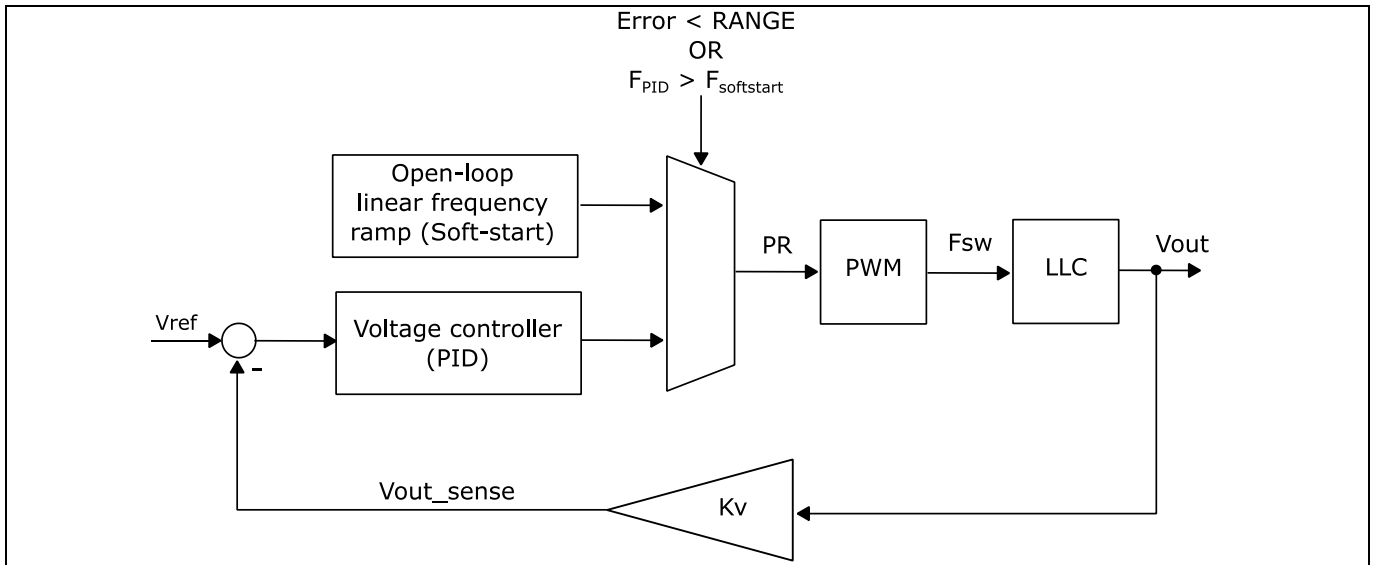 Error < RANGE
OR
F_PID > F_softstart
Open-loop
linear frequency
ramp (Soft-start)
PR
PWM
Fsw
LLC
Vout
Vref
-
Voltage controller
(PID)
Vout_sense
Kv